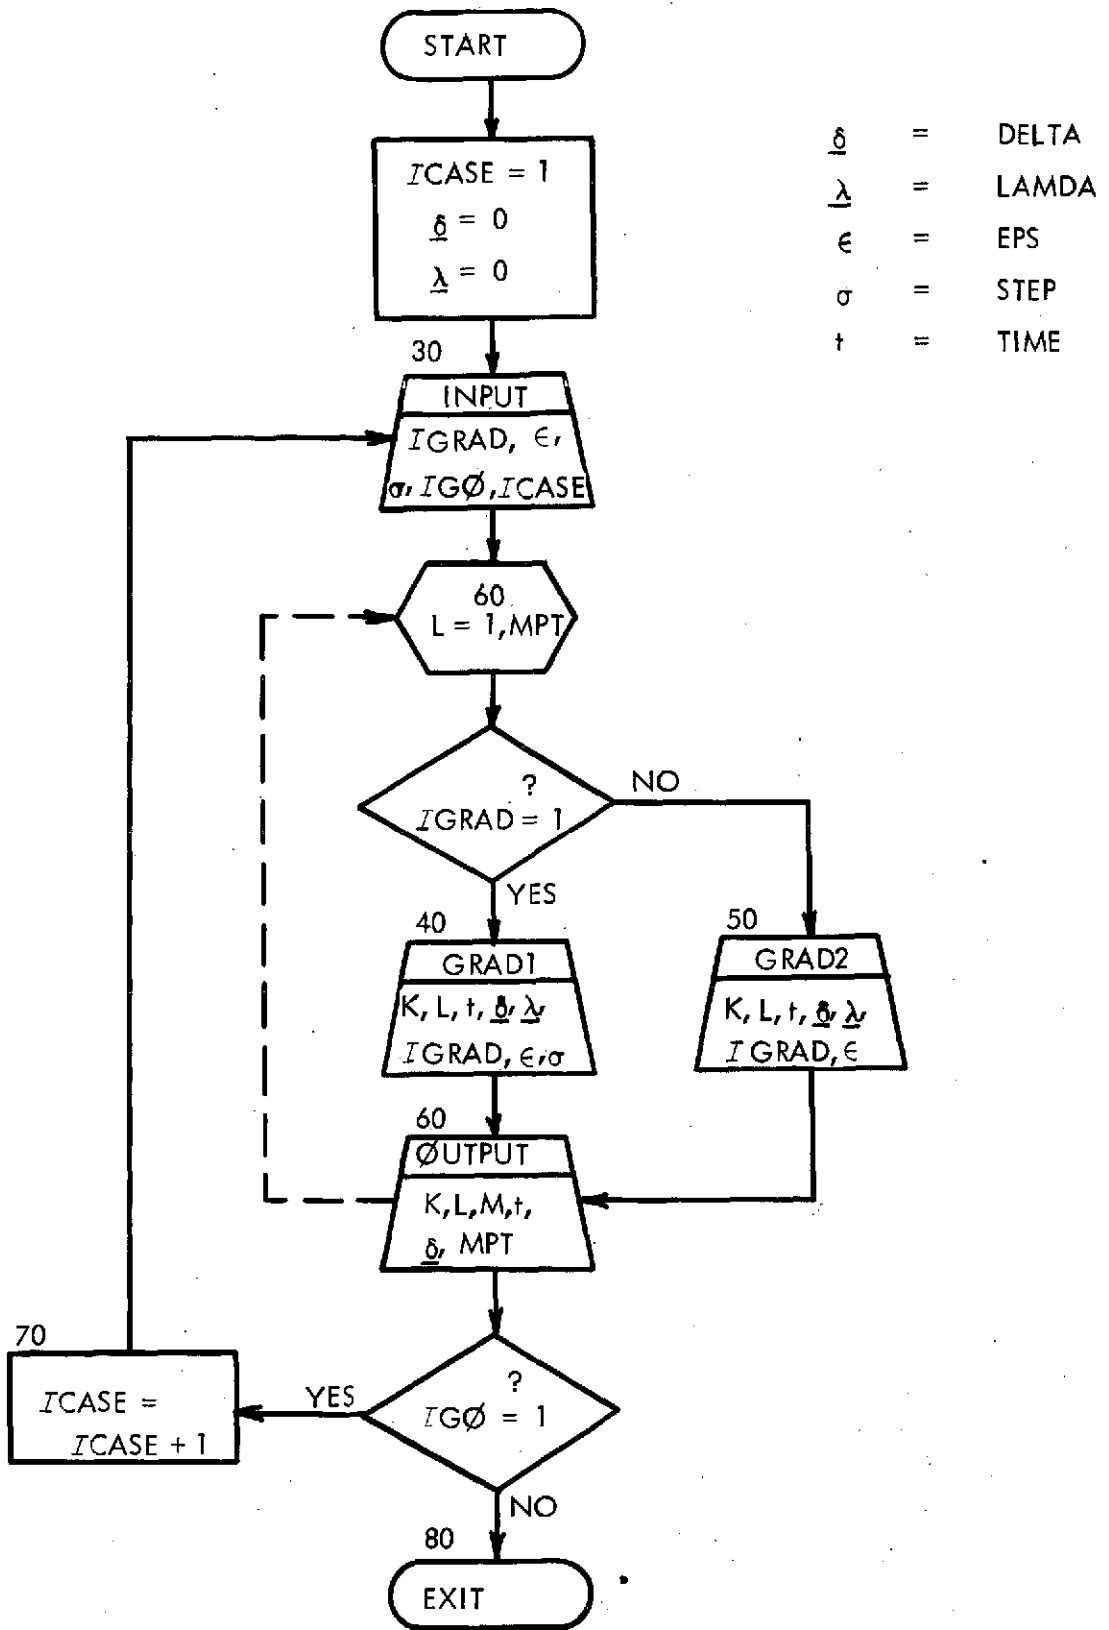 START
ICASE = 1
δ = 0
λ = 0
δ = DELTA
λ = LAMDA
ϵ = EPS
σ = STEP
t = TIME
30
INPUT
IGRAD, ϵ,
σ, IGØ, ICASE
60
L = 1, MPT
?
IGRAD = 1
NO
YES
40
GRAD1
K, L, t, δ, λ,
IGRAD, ϵ, σ
50
GRAD2
K, L, t, δ, λ,
IGRAD, ϵ
60
ØUTPUT
K, L, M, t,
δ, MPT
?
IGØ = 1
YES
70
ICASE =
ICASE + 1
NO
80
EXIT